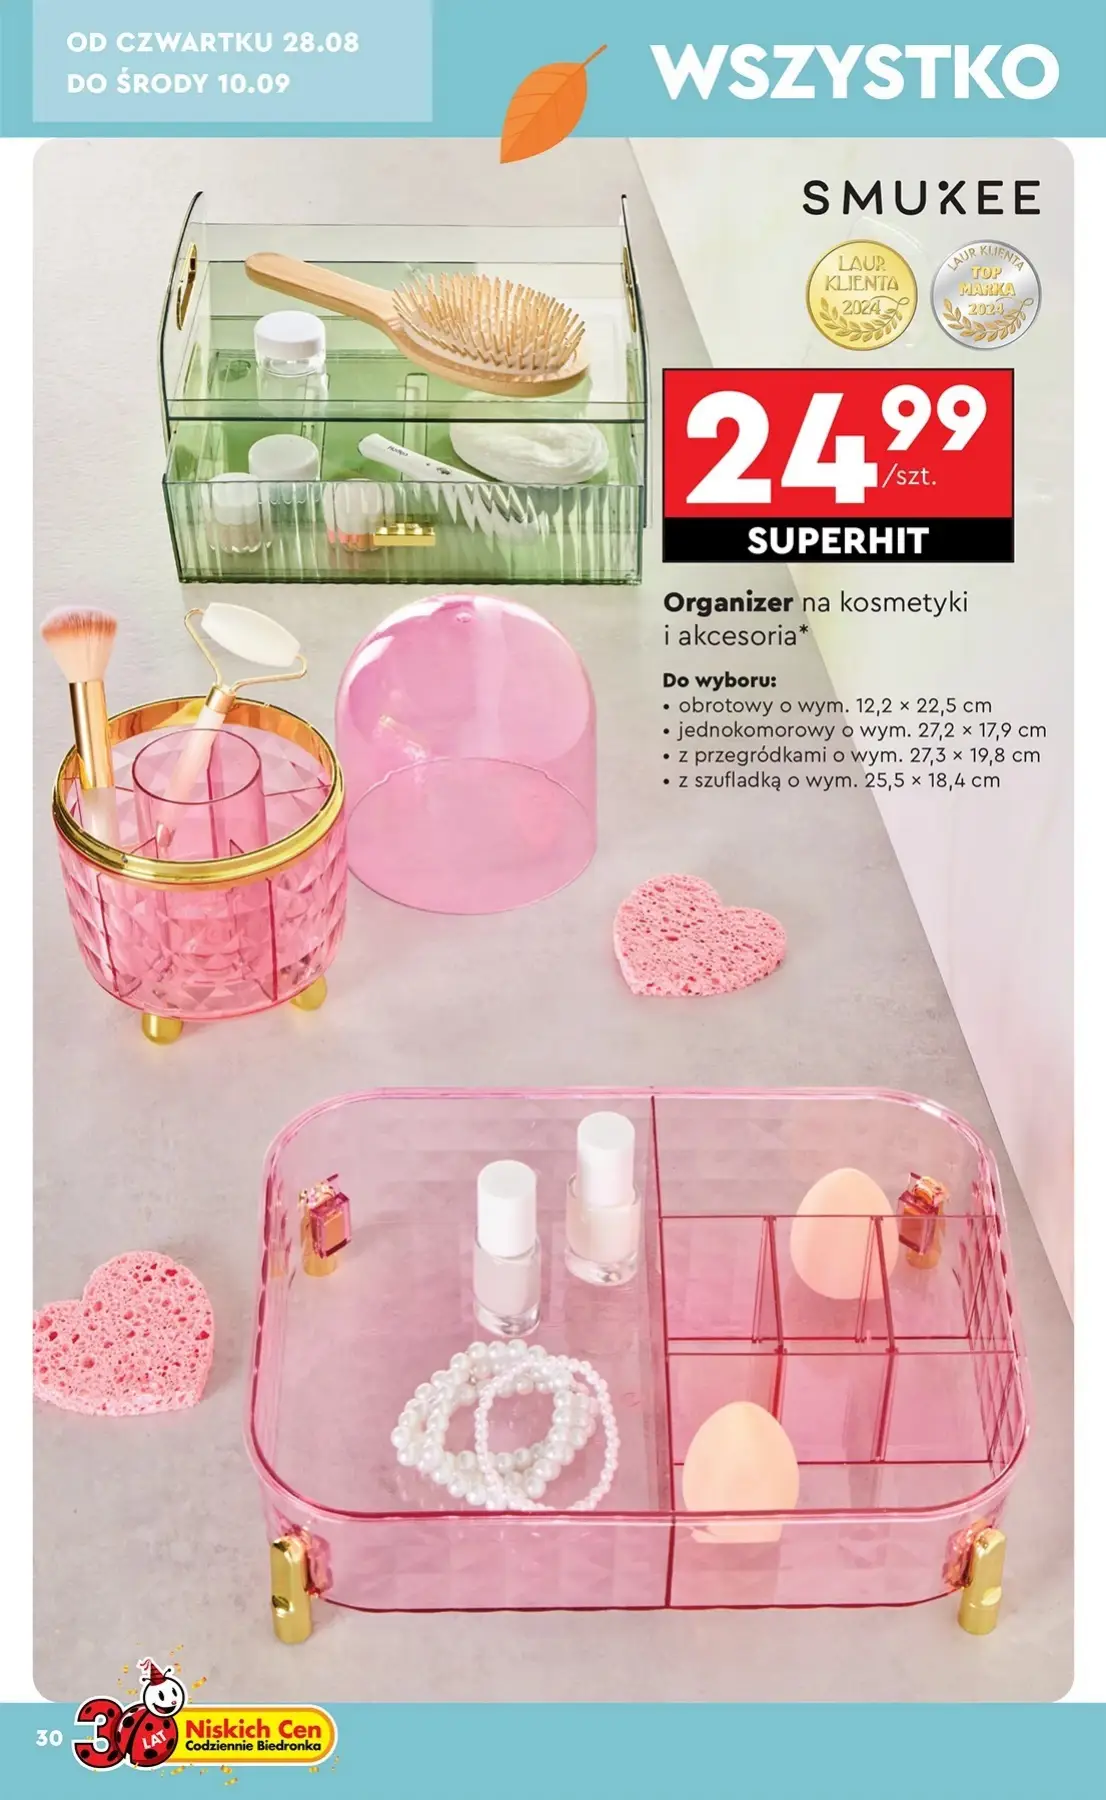 OD CZWARTKU 28.08
DO ŚRODY 10.09
WSZYSTKO
SMUKEE
LAUR
KLIENTA
2024
LAUR KLIENTA
TOP
MARKA
2024
24 99
/szt.
SUPERHIT
Organizer na kosmetyki
i akcesoria*
Do wyboru:
• obrotowy o wym. 12,2 × 22,5 cm
• jednokomorowy o wym. 27,2 × 17,9 cm
• z przegródkami o wym. 27,3 × 19,8 cm
• z szufladką o wym. 25,5 × 18,4 cm
30
30
LAT
Niskich Cen
Codziennie Biedronka